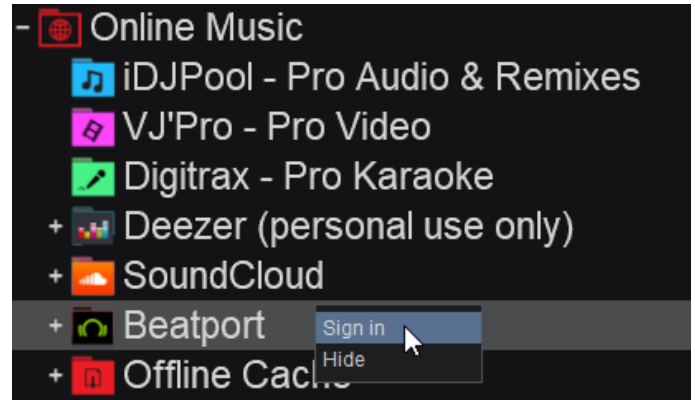 Online Music
iDJPool - Pro Audio & Remixes
VJ'Pro - Pro Video
Digitrax - Pro Karaoke
Deezer (personal use only)
SoundCloud
Beatport
Sign in
Hide
Offline Cache